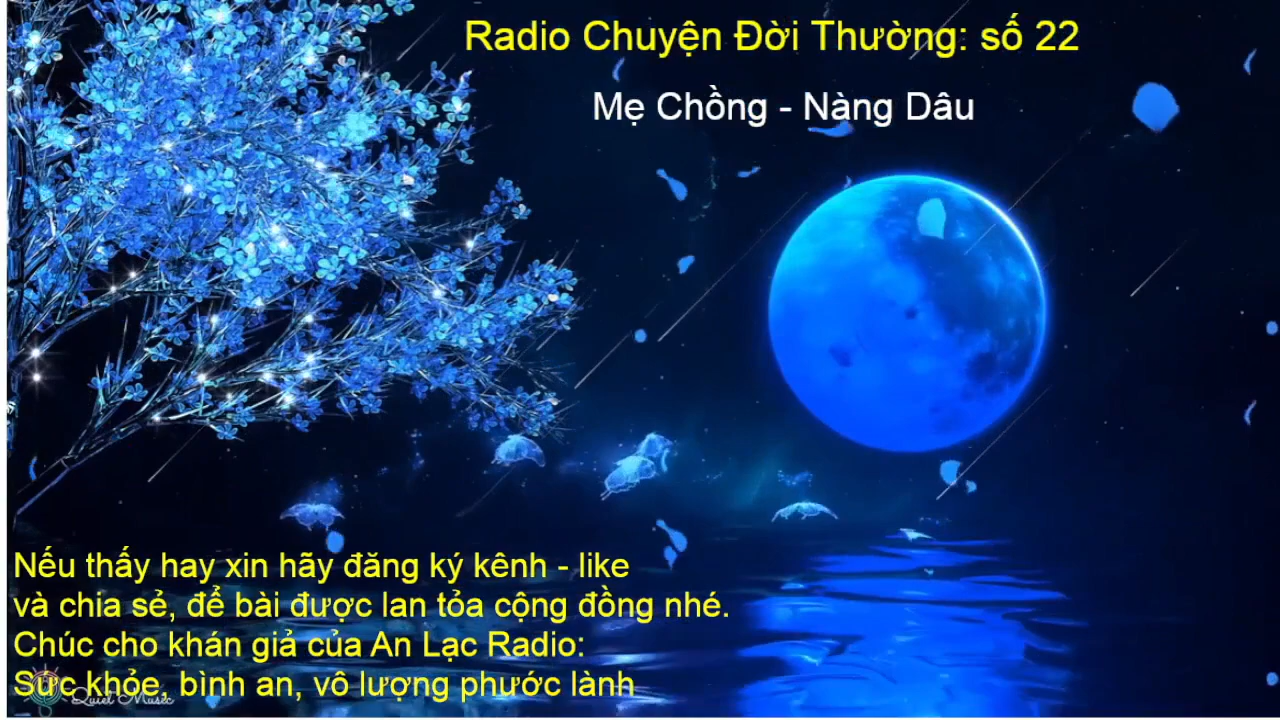 Radio Chuyện Đời Thường: số 22
Mẹ Chồng - Nàng Dâu
Nếu thấy hay xin hãy đăng ký kênh - like
và chia sẻ, để bài được lan tỏa cộng đồng nhé.
Chúc cho khán giả của An Lạc Radio:
Sức khỏe, bình an, vô lượng phước lành
Quiet Music